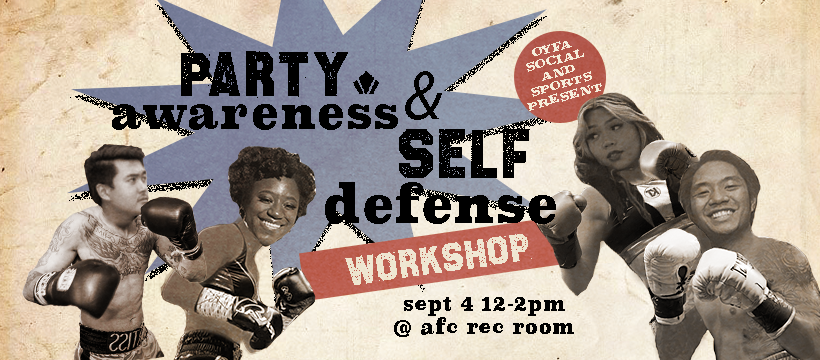 PARTY
awareness
&
SELF
defense
WORKSHOP
sept 4 12-2pm
@ afc rec room
OYFA
SOCIAL
AND
SPORTS
PRESENT